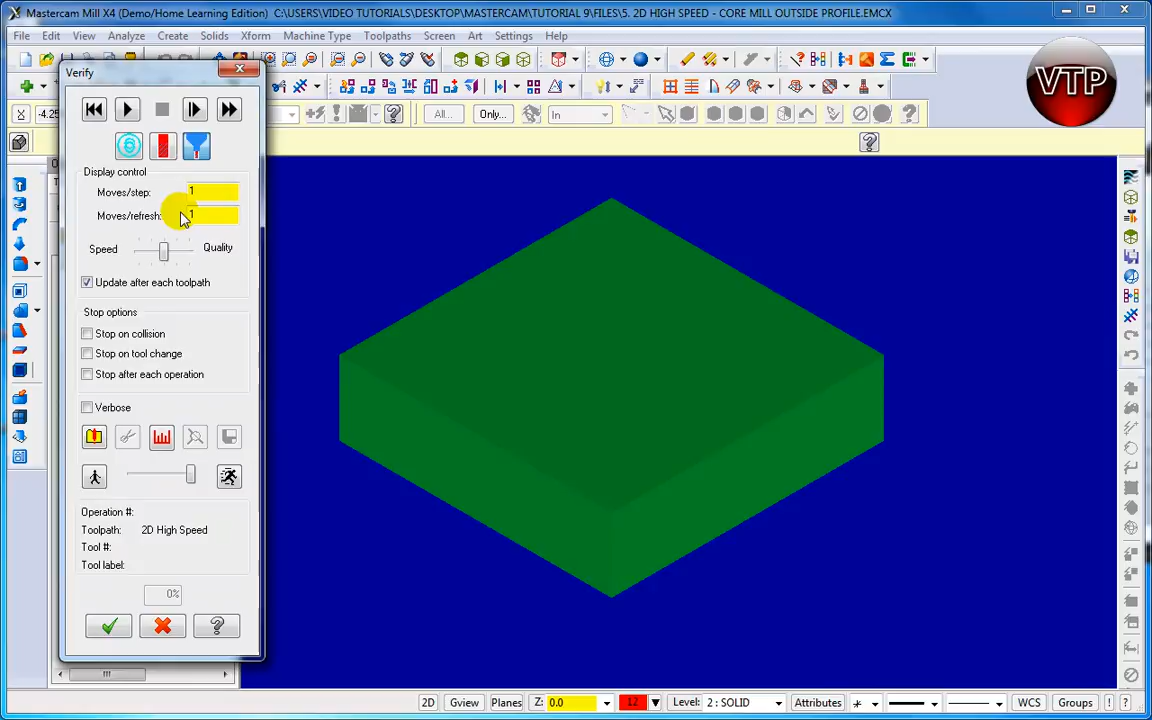 Mastercam Mill X4 (Demo/Home Learning Edition) C:\USERS\VIDEO TUTORIALS\DESKTOP\MASTERCAM\TUTORIAL 9\FILES\5. 2D HIGH SPEED - CORE MILL OUTSIDE PROFILE.EMCX
File Edit View Analyze Create Solids Xform Machine Type Toolpaths Screen Art Settings Help
Verify
VTP
X -4.25
All... Only... In
Display control
Moves/step: 1
Moves/refresh: 1
Speed Quality
Update after each toolpath
Stop options
Stop on collision
Stop on tool change
Stop after each operation
Verbose
Operation #:
Toolpath: 2D High Speed
Tool #:
Tool label:
0%
2D Gview Planes Z: 0.0 12 Level: 2 : SOLID Attributes WCS Groups ! ?